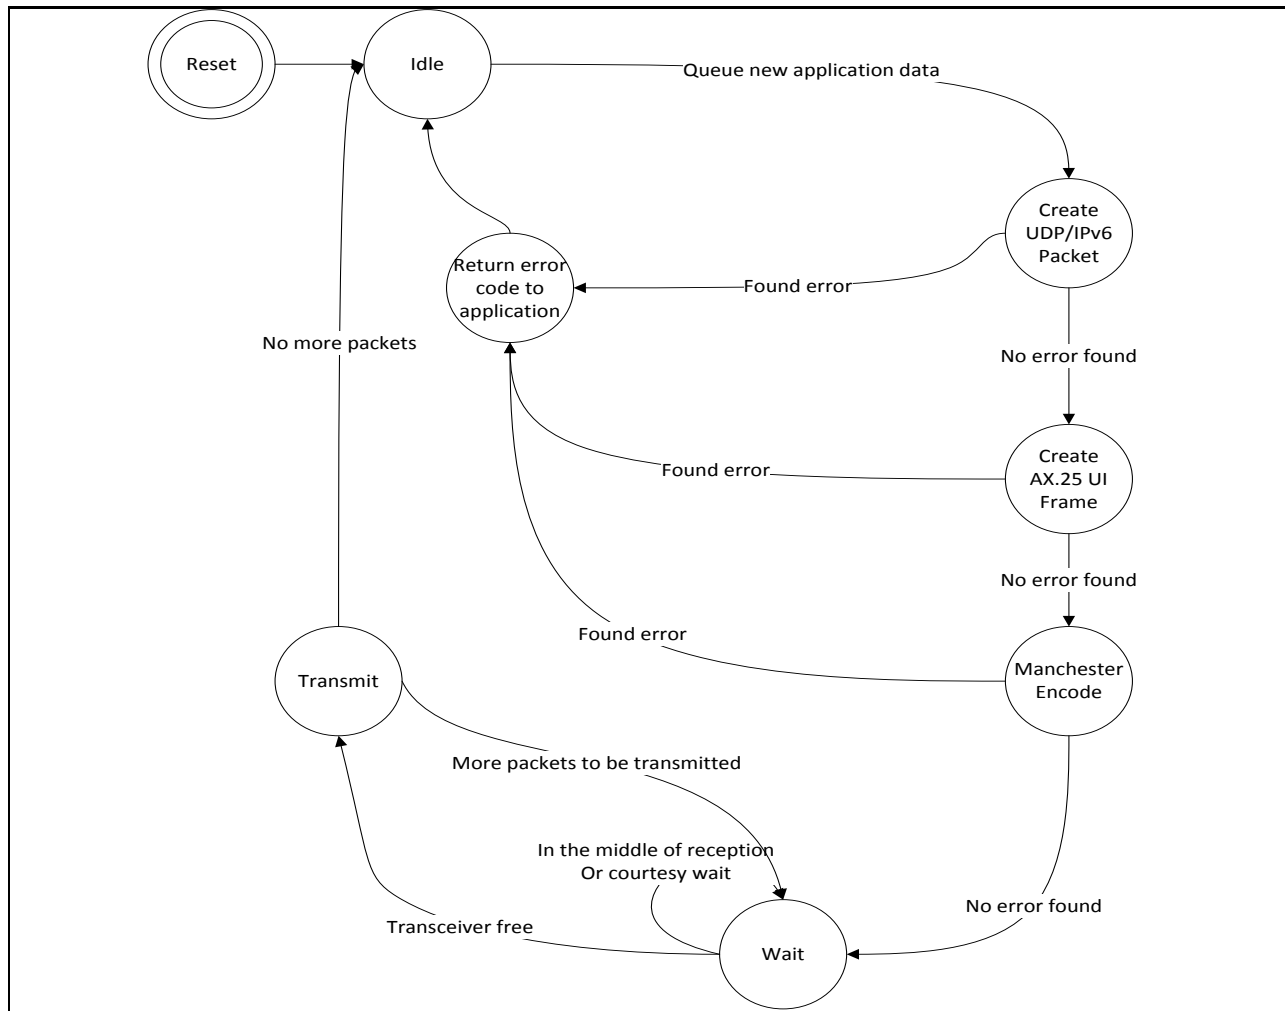 Reset
Idle
Queue new application data
Create
UDP/IPv6
Packet
Return error
code to
application
Found error
No more packets
No error found
Create
AX.25 UI
Frame
Found error
No error found
Found error
Transmit
Manchester
Encode
More packets to be transmitted
In the middle of reception
Or courtesy wait
Transceiver free
No error found
Wait